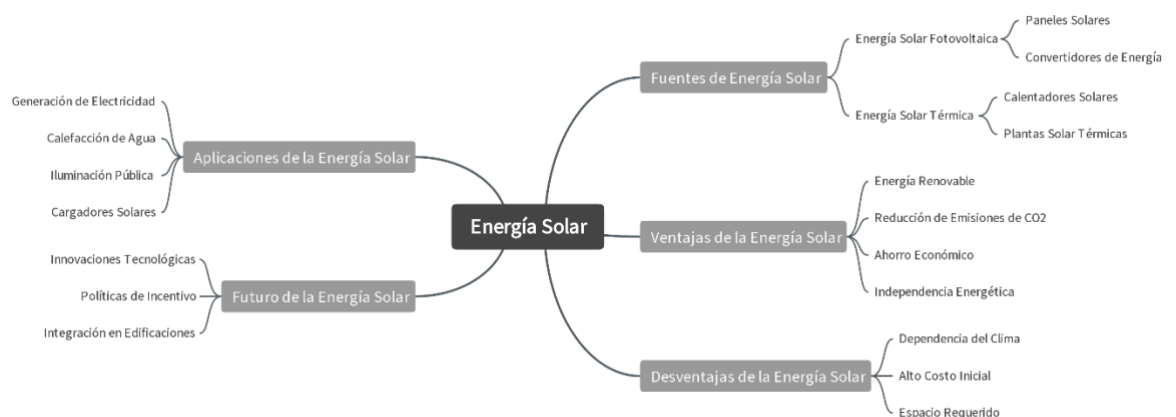 Energía Solar
Fuentes de Energía Solar
Energía Solar Fotovoltaica
Paneles Solares
Convertidores de Energía
Energía Solar Térmica
Calentadores Solares
Plantas Solar Térmicas
Ventajas de la Energía Solar
Energía Renovable
Reducción de Emisiones de CO2
Ahorro Económico
Independencia Energética
Desventajas de la Energía Solar
Dependencia del Clima
Alto Costo Inicial
Espacio Requerido
Aplicaciones de la Energía Solar
Generación de Electricidad
Calefacción de Agua
Iluminación Pública
Cargadores Solares
Futuro de la Energía Solar
Innovaciones Tecnológicas
Políticas de Incentivo
Integración en Edificaciones